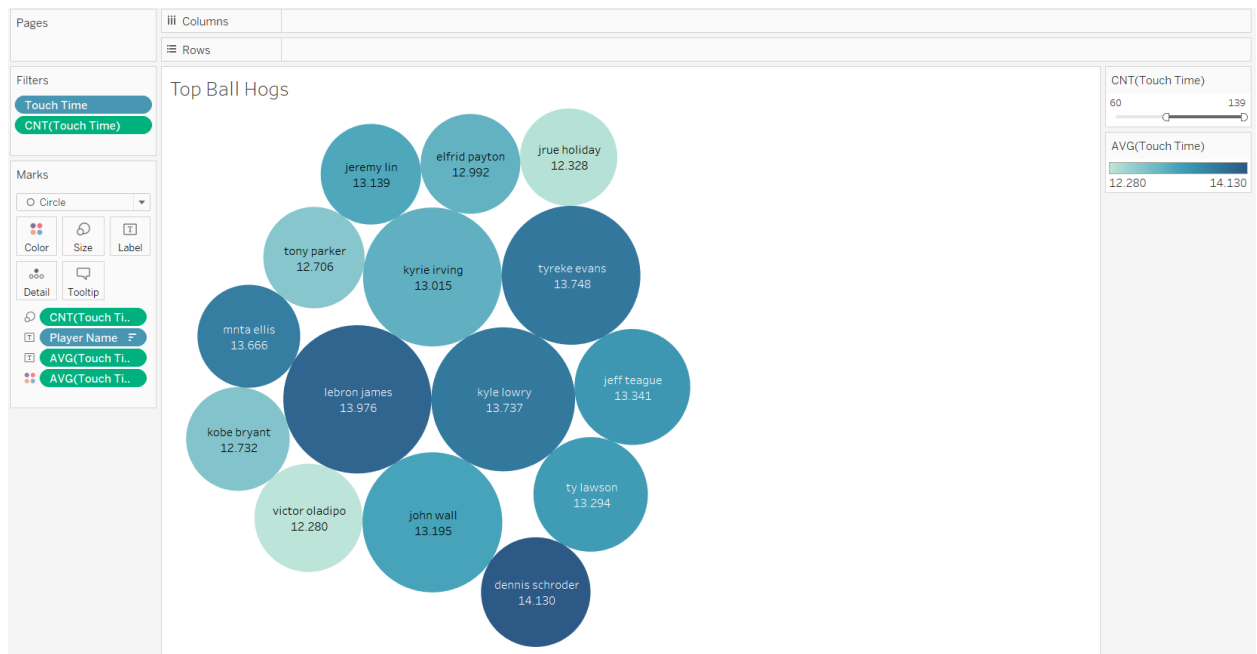 Pages
Columns
Rows
Filters
Touch Time
CNT(Touch Time)
Marks
Circle
Color
Size
Label
Detail
Tooltip
CNT(Touch Ti..
Player Name
AVG(Touch Ti..
AVG(Touch Ti..
Top Ball Hogs
jeremy lin
13.139
elfrid payton
12.992
jrue holiday
12.328
tony parker
12.706
kyrie irving
13.015
tyreke evans
13.748
mnta ellis
13.666
lebron james
13.976
kyle lowry
13.737
jeff teague
13.341
kobe bryant
12.732
ty lawson
13.294
victor oladipo
12.280
john wall
13.195
dennis schroder
14.130
CNT(Touch Time)
60 139
AVG(Touch Time)
12.280 14.130